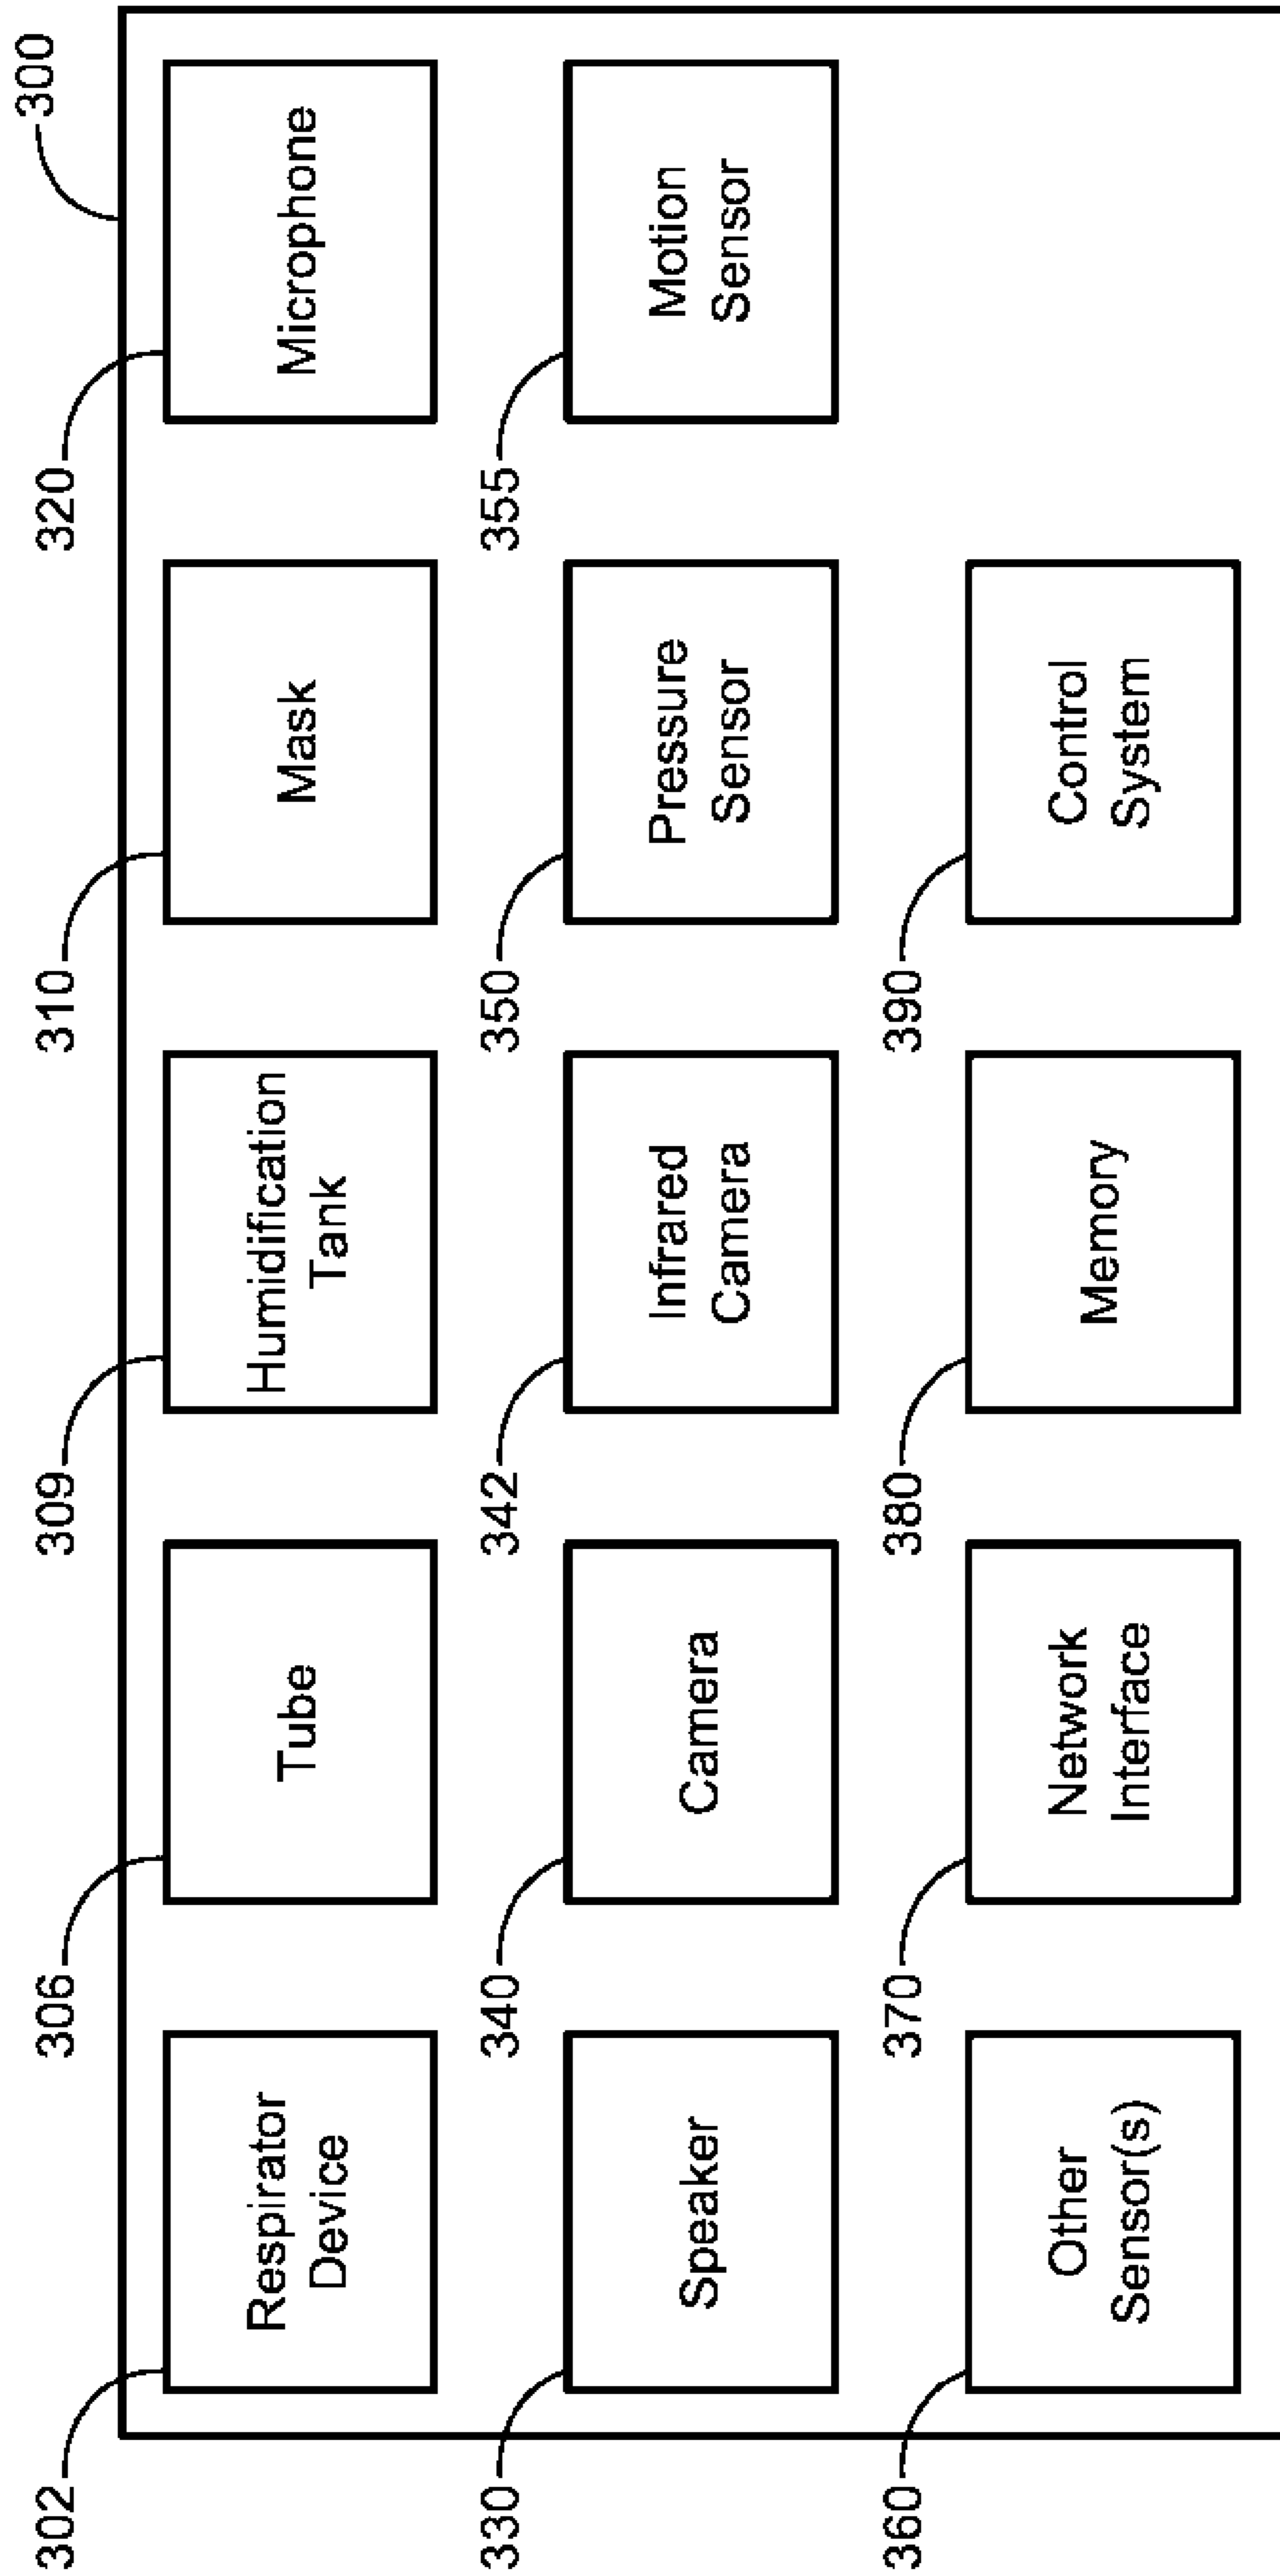 300
302
Respirator
Device
306
Tube
309
Humidification
Tank
310
Mask
320
Microphone
330
Speaker
340
Camera
342
Infrared
Camera
350
Pressure
Sensor
355
Motion
Sensor
360
Other
Sensor(s)
370
Network
Interface
380
Memory
390
Control
System